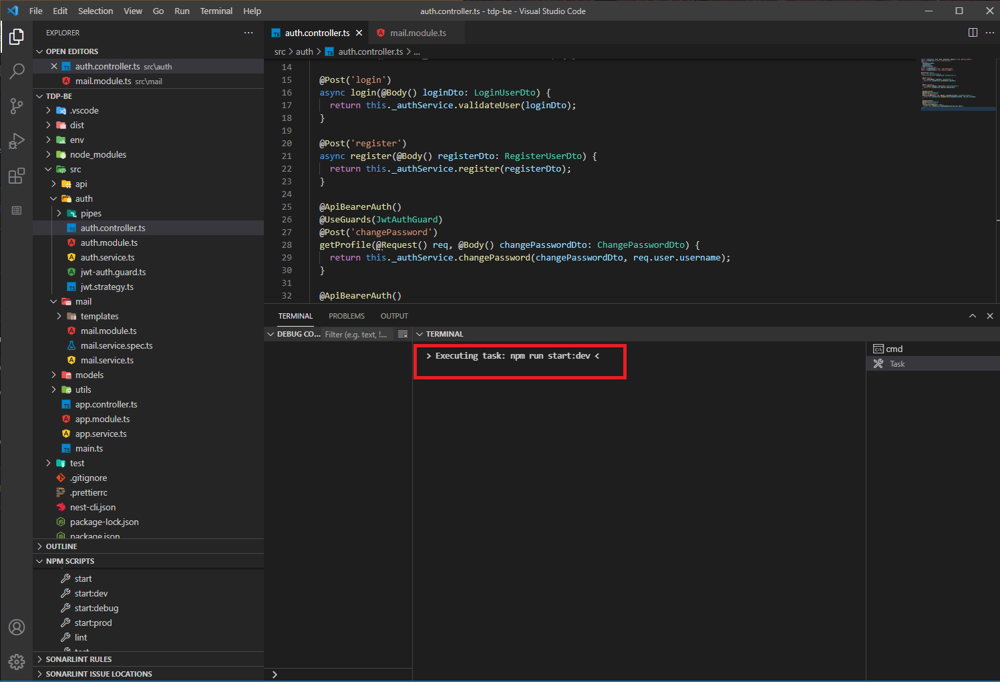 File Edit Selection View Go Run Terminal Help
auth.controller.ts - tdp-be - Visual Studio Code
EXPLORER
OPEN EDITORS
auth.controller.ts src\auth
mail.module.ts src\mail
TDP-BE
.vscode
dist
env
node_modules
src
api
auth
pipes
auth.controller.ts
auth.module.ts
auth.service.ts
jwt-auth.guard.ts
jwt.strategy.ts
mail
templates
mail.module.ts
mail.service.spec.ts
mail.service.ts
models
utils
app.controller.ts
app.module.ts
app.service.ts
main.ts
test
.gitignore
.prettierrc
nest-cli.json
package-lock.json
package.json
OUTLINE
NPM SCRIPTS
start
start:dev
start:debug
start:prod
lint
test
SONARLINT RULES
SONARLINT ISSUE LOCATIONS
auth.controller.ts mail.module.ts
src > auth > auth.controller.ts > ...
14
15 @Post('login')
16 async login(@Body() loginDto: LoginUserDto) {
17 return this._authService.validateUser(loginDto);
18 }
19
20 @Post('register')
21 async register(@Body() registerDto: RegisterUserDto) {
22 return this._authService.register(registerDto);
23 }
24
25 @ApiBearerAuth()
26 @UseGuards(JwtAuthGuard)
27 @Post('changePassword')
28 getProfile(@Request() req, @Body() changePasswordDto: ChangePasswordDto) {
29 return this._authService.changePassword(changePasswordDto, req.user.username);
30 }
31
32 @ApiBearerAuth()
TERMINAL PROBLEMS OUTPUT
DEBUG CO... Filter (e.g. text, !...
TERMINAL
> Executing task: npm run start:dev <
cmd
Task